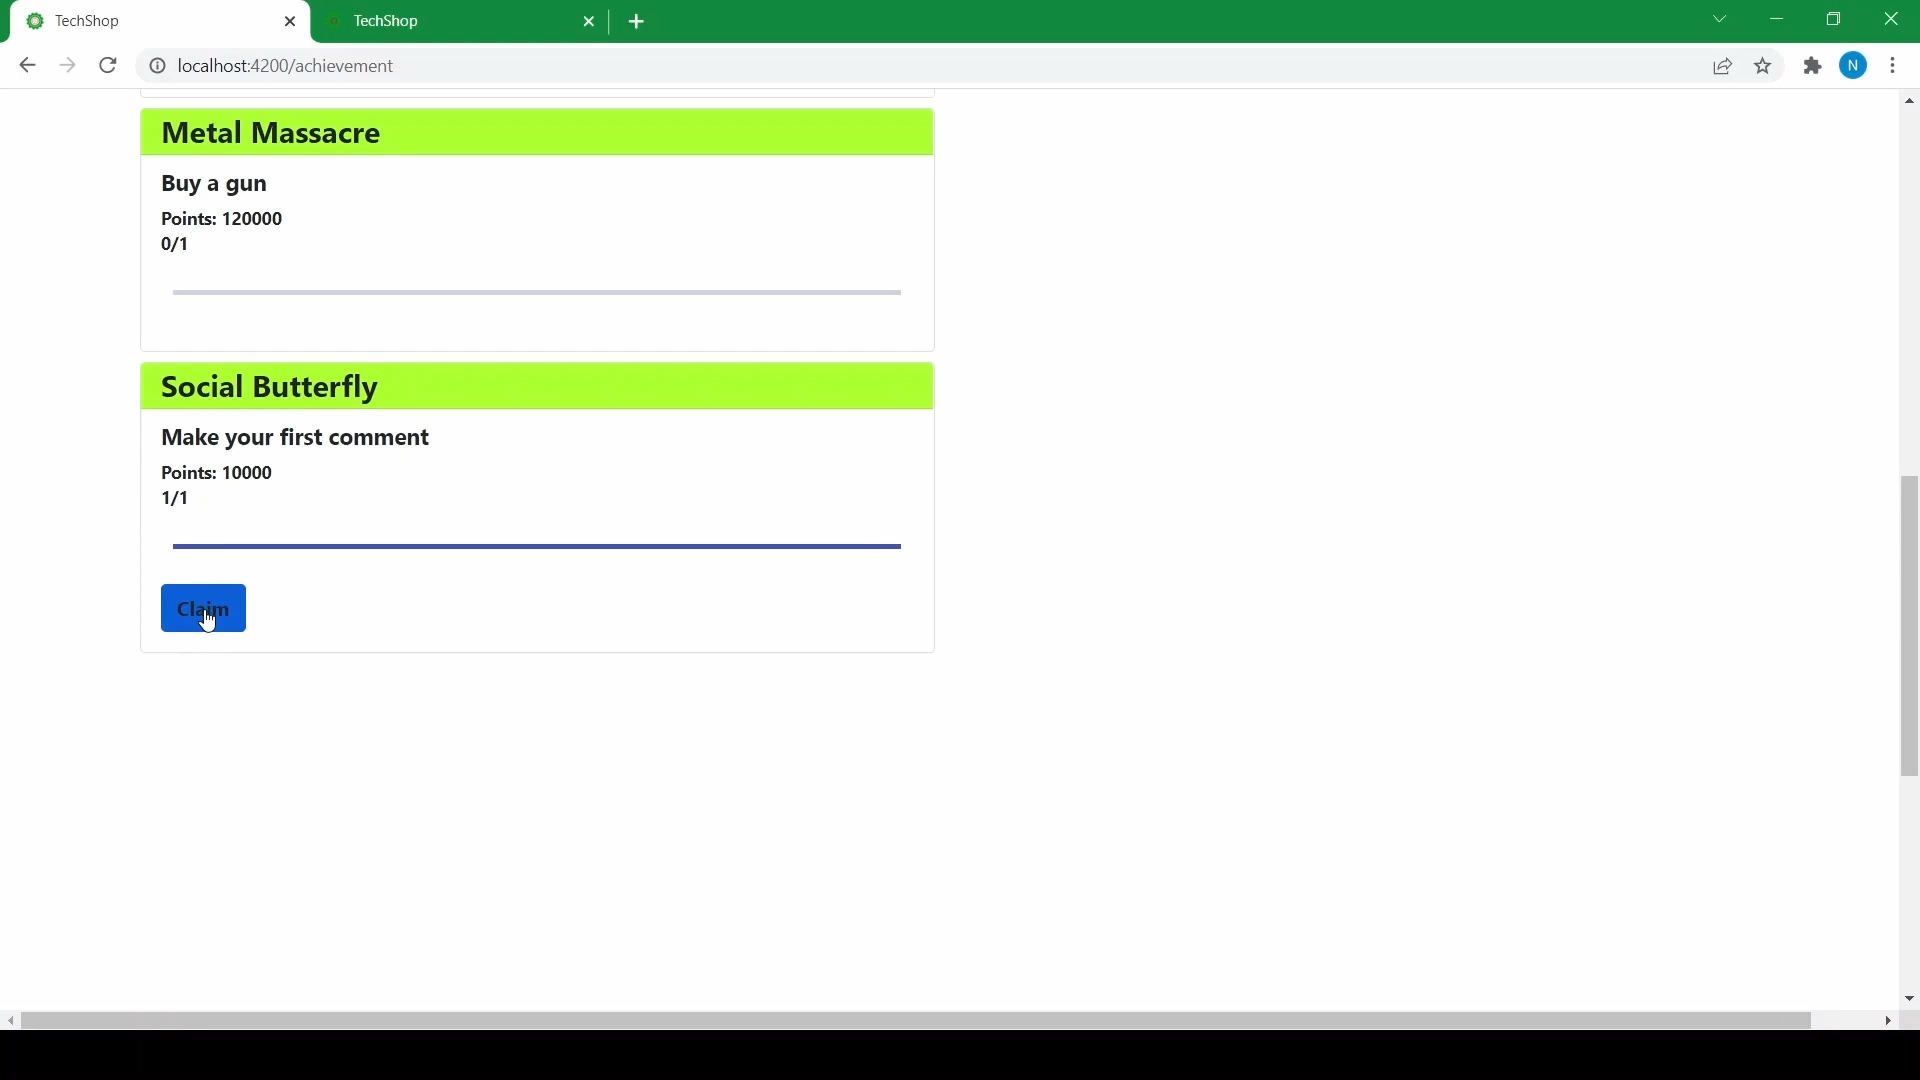 TechShop
TechShop
localhost:4200/achievement
N
Metal Massacre
Buy a gun
Points: 120000
0/1
Social Butterfly
Make your first comment
Points: 10000
1/1
Claim